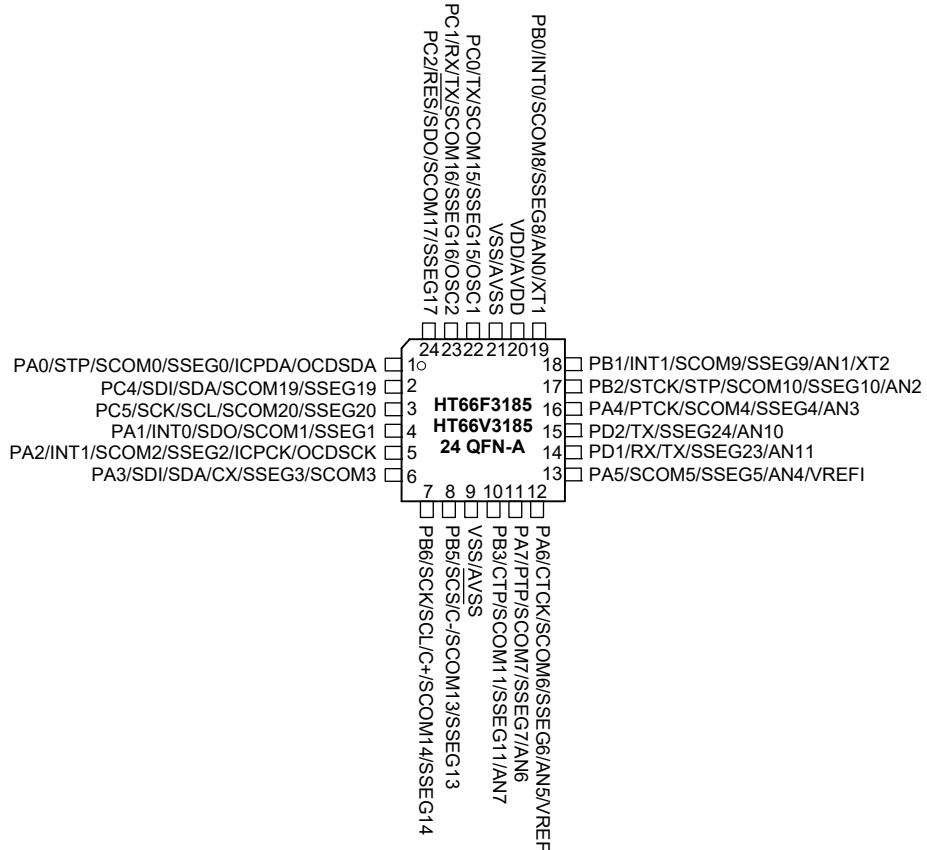 PC2/RES/SDO/SCOM17/SSEG17
PC1/RX/TX/SCOM16/SSEG16/OSC2
PC0/TX/SCOM15/SSEG15/OSC1
VSS/AVSS
VDD/AVDD
PB0/INT0/SCOM8/SSEG8/AN0/XT1
24 23 22 21 20 19
PA0/STP/SCOM0/SSEG0/ICPDA/OCDSDA 1
PC4/SDI/SDA/SCOM19/SSEG19 2
PC5/SCK/SCL/SCOM20/SSEG20 3
PA1/INT0/SDO/SCOM1/SSEG1 4
PA2/INT1/SCOM2/SSEG2/ICPCK/OCDSCK 5
PA3/SDI/SDA/CX/SSEG3/SCOM3 6
HT66F3185
HT66V3185
24 QFN-A
18 PB1/INT1/SCOM9/SSEG9/AN1/XT2
17 PB2/STCK/STP/SCOM10/SSEG10/AN2
16 PA4/PTCK/SCOM4/SSEG4/AN3
15 PD2/TX/SSEG24/AN10
14 PD1/RX/TX/SSEG23/AN11
13 PA5/SCOM5/SSEG5/AN4/VREFI
7 8 9 10 11 12
PB6/SCK/SCL/C+/SCOM14/SSEG14
PB5/SCS/C-/SCOM13/SSEG13
VSS/AVSS
PB3/CTP/SCOM11/SSEG11/AN7
PA7/PTP/SCOM7/SSEG7/AN6
PA6/CTCK/SCOM6/SSEG6/AN5/VREF